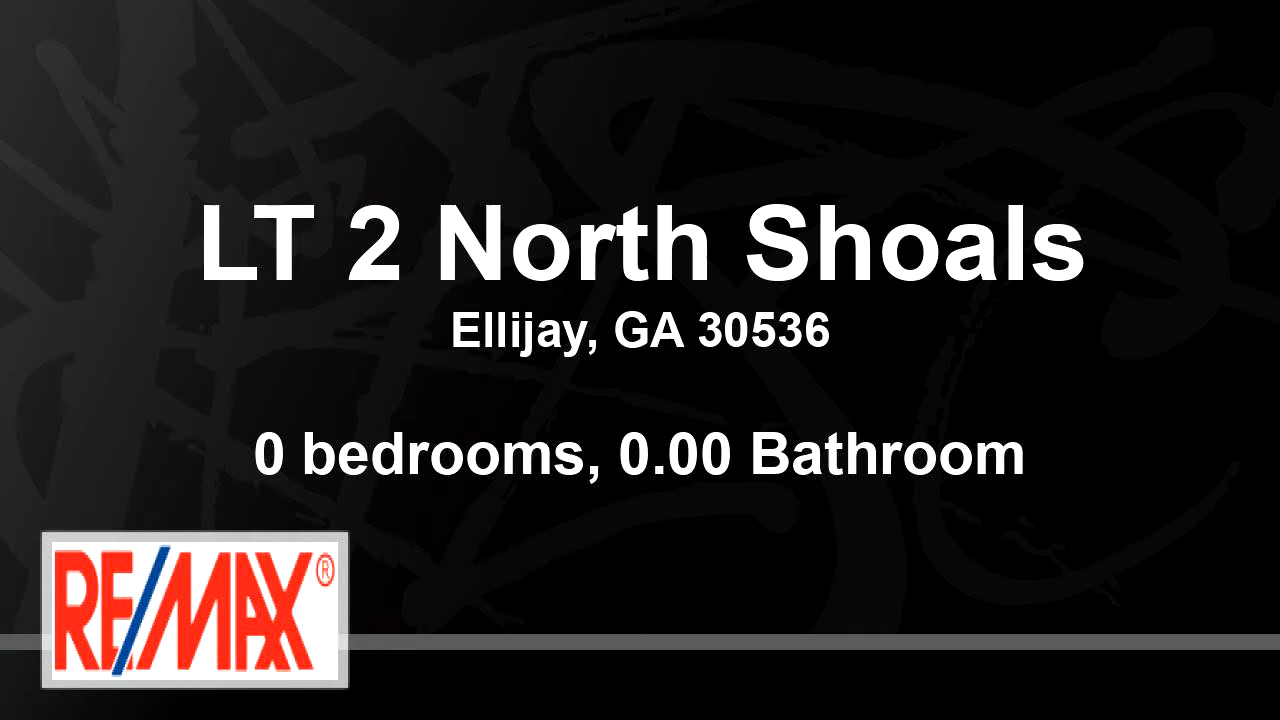 LT 2 North Shoals
Ellijay, GA 30536
0 bedrooms, 0.00 Bathroom
RE/MAX®